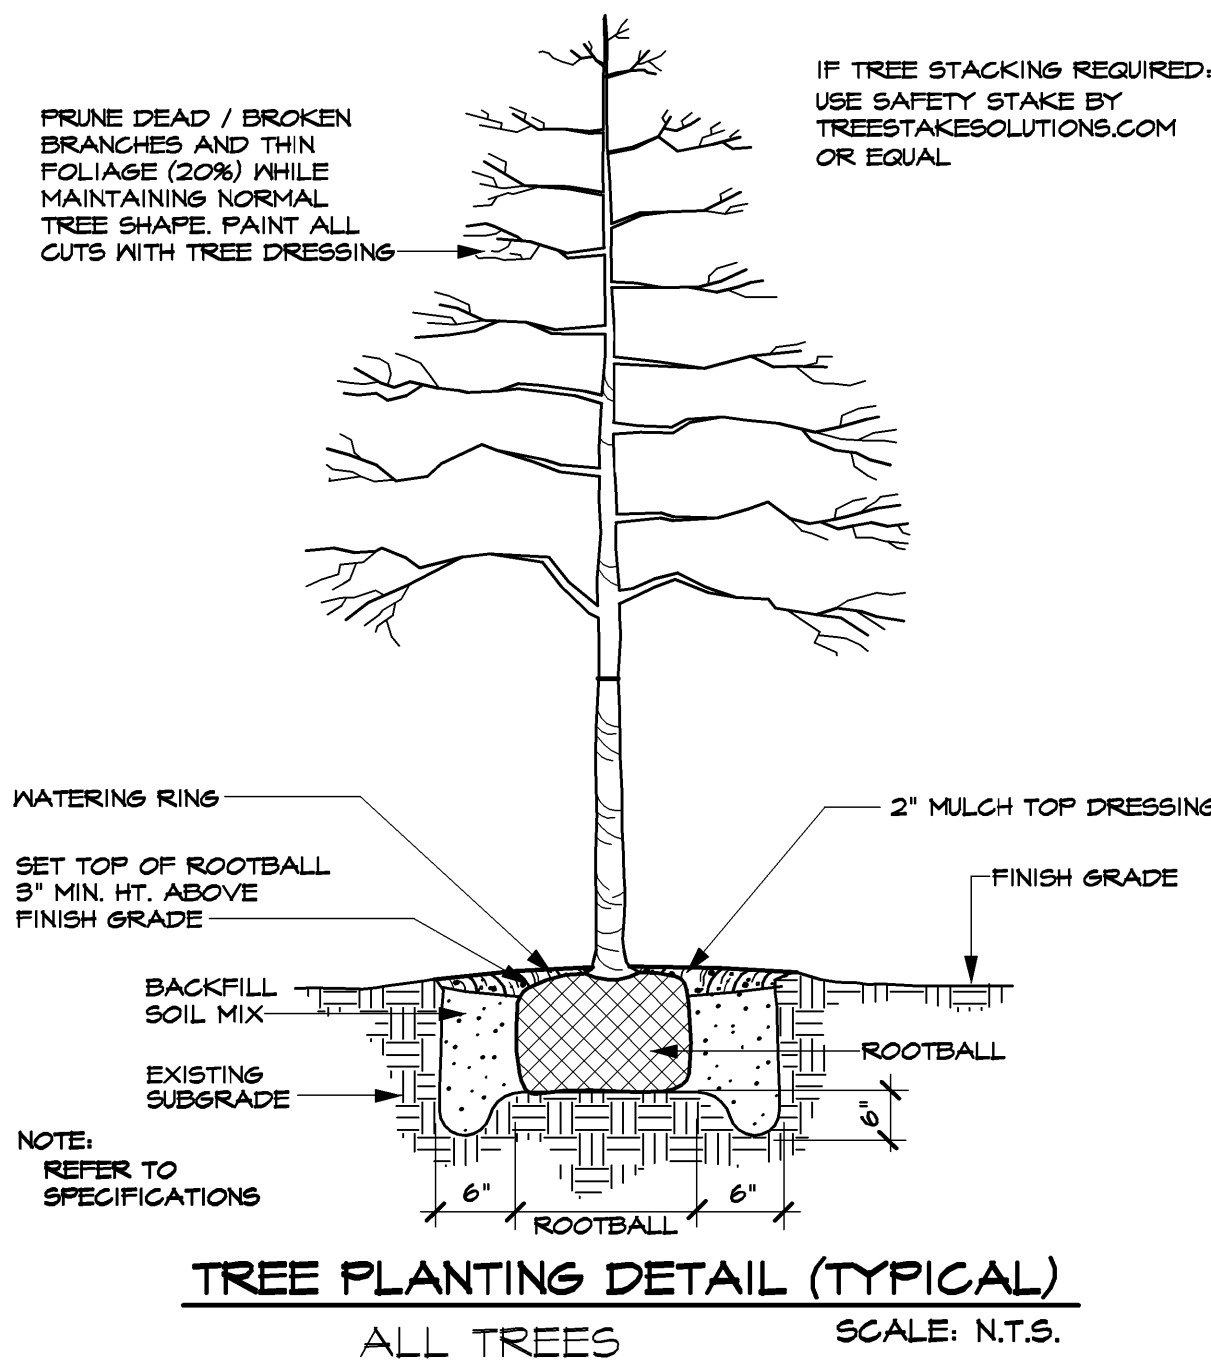 IF TREE STACKING REQUIRED:
USE SAFETY STAKE BY
TREESTAKESOLUTIONS.COM
OR EQUAL
PRUNE DEAD / BROKEN
BRANCHES AND THIN
FOLIAGE (20%) WHILE
MAINTAINING NORMAL
TREE SHAPE. PAINT ALL
CUTS WITH TREE DRESSING
WATERING RING
2" MULCH TOP DRESSING
SET TOP OF ROOTBALL
3" MIN. HT. ABOVE
FINISH GRADE
FINISH GRADE
BACKFILL
SOIL MIX
ROOTBALL
EXISTING
SUBGRADE
6"
NOTE:
REFER TO
SPECIFICATIONS
6"
6"
ROOTBALL
TREE PLANTING DETAIL (TYPICAL)
ALL TREES
SCALE: N.T.S.